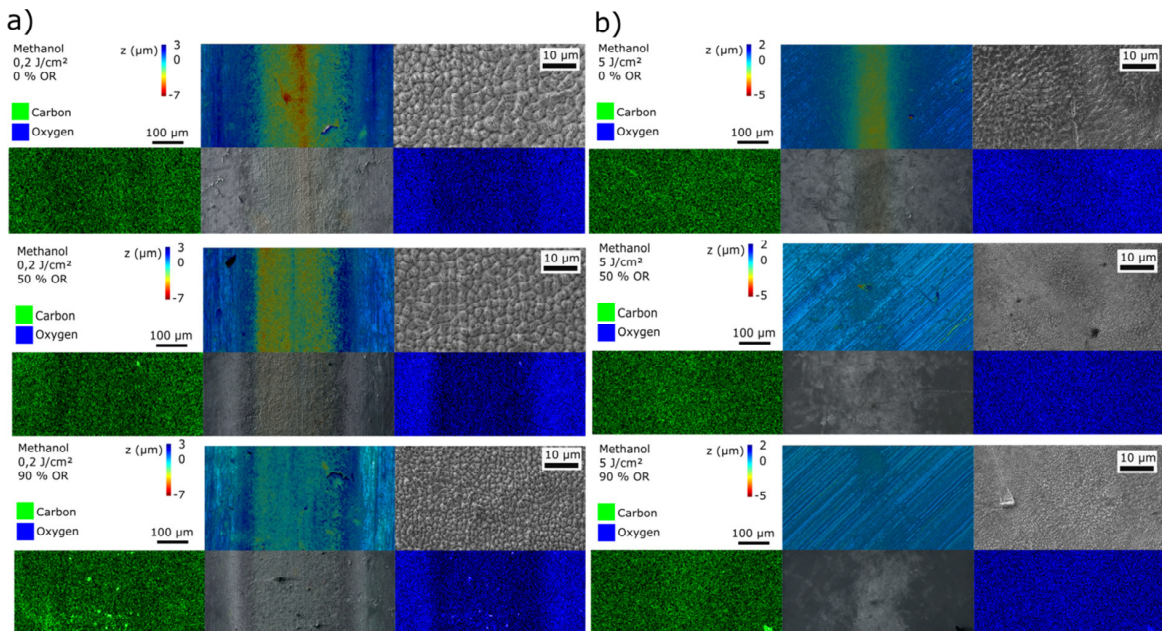 a)
Methanol
0,2 J/cm²
0 % OR
z (µm)
3
0
-7
10 µm
Carbon
Oxygen
100 µm
Methanol
0,2 J/cm²
50 % OR
z (µm)
3
0
-7
10 µm
Carbon
Oxygen
100 µm
Methanol
0,2 J/cm²
90 % OR
z (µm)
3
0
-7
10 µm
Carbon
Oxygen
100 µm
b)
Methanol
5 J/cm²
0 % OR
z (µm)
2
0
-5
10 µm
Carbon
Oxygen
100 µm
Methanol
5 J/cm²
50 % OR
z (µm)
2
0
-5
10 µm
Carbon
Oxygen
100 µm
Methanol
5 J/cm²
90 % OR
z (µm)
2
0
-5
10 µm
Carbon
Oxygen
100 µm